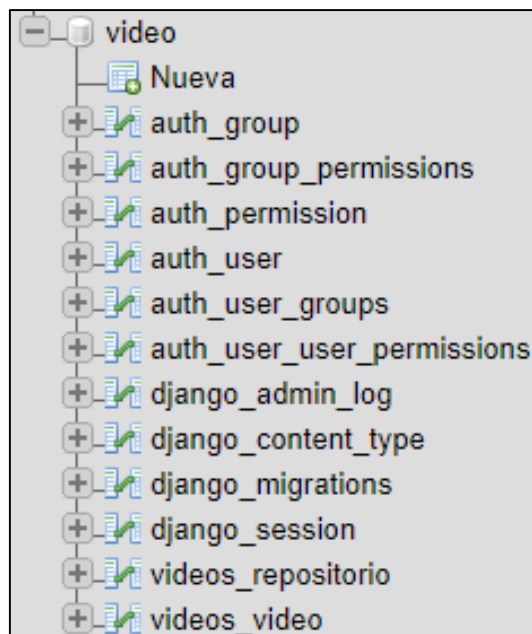 video
Nueva
auth_group
auth_group_permissions
auth_permission
auth_user
auth_user_groups
auth_user_user_permissions
django_admin_log
django_content_type
django_migrations
django_session
videos_repositorio
videos_video